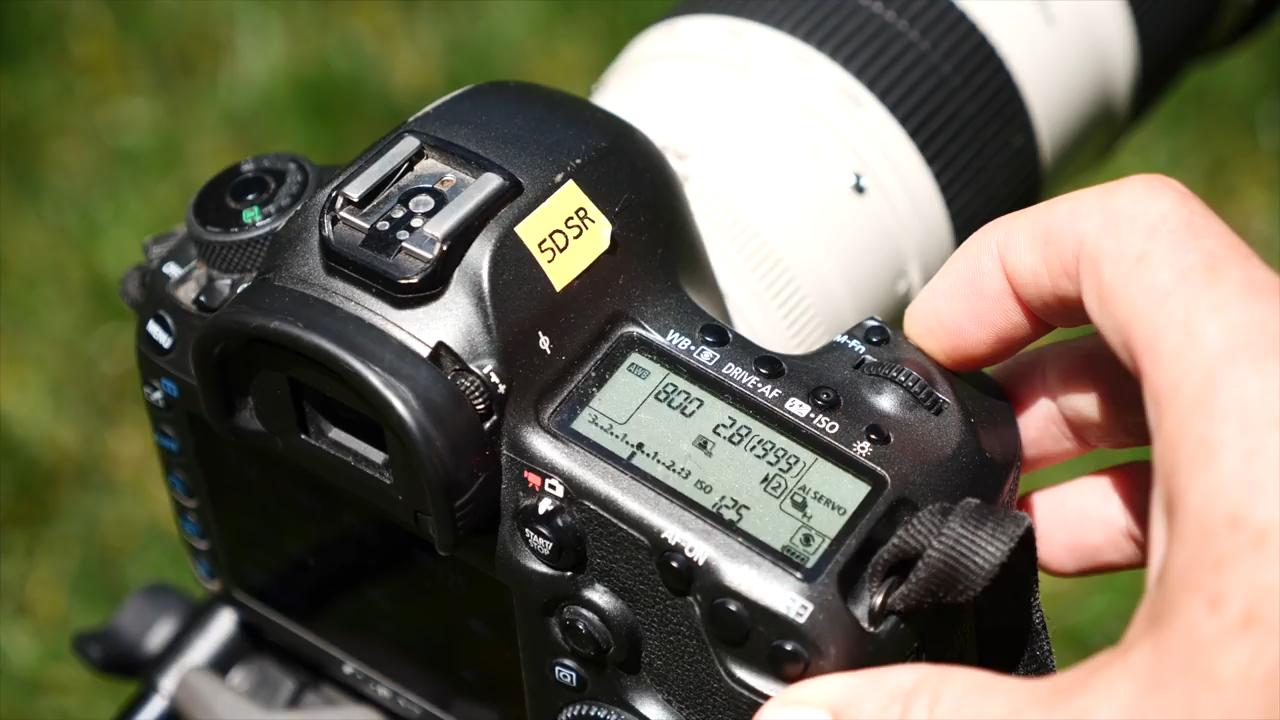 5DSR
WB
DRIVE•AF
ISO
M-Fn
MENU
AWB
800
2.8
[999]
3..2..1..▪..1..2..3
ISO
125
2
AI SERVO
H
START/
STOP
AF-ON
Q